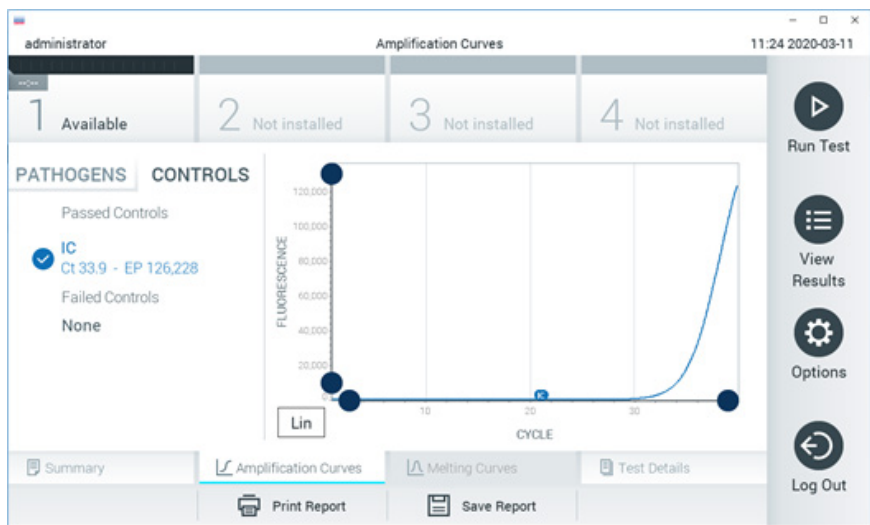 administrator
Amplification Curves
11:24 2020-03-11
--:--
1 Available
2 Not installed
3 Not installed
4 Not installed
Run Test
PATHOGENS
CONTROLS
Passed Controls
IC
Ct 33.9 - EP 126,228
Failed Controls
None
FLUORESCENCE
120,000
100,000
80,000
60,000
40,000
20,000
0
IC
10
20
30
CYCLE
Lin
View
Results
Options
Log Out
Summary
Amplification Curves
Melting Curves
Test Details
Print Report
Save Report